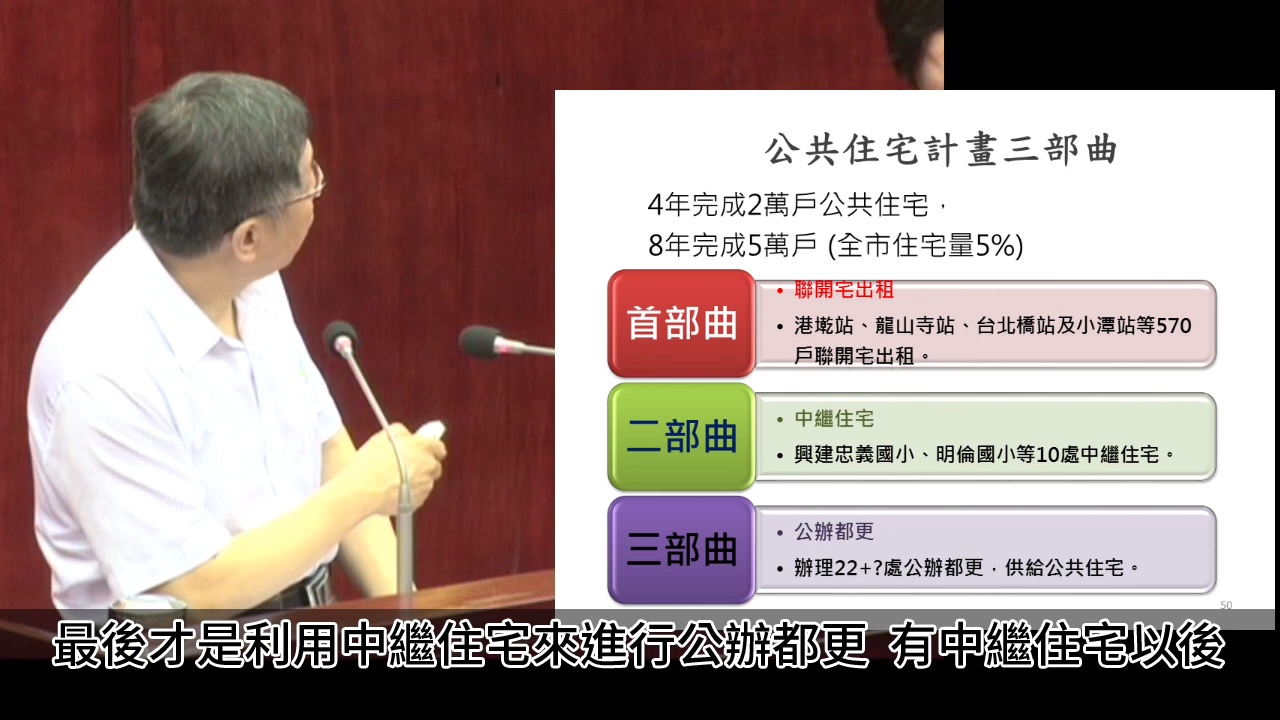 公共住宅計畫三部曲
4年完成2萬戶公共住宅，
8年完成5萬戶 (全市住宅量5%)
首部曲
• 聯開宅出租
• 港墘站、龍山寺站、台北橋站及小潭站等570
戶聯開宅出租。
二部曲
• 中繼住宅
• 興建忠義國小、明倫國小等10處中繼住宅。
三部曲
• 公辦都更
• 辦理22+?處公辦都更，供給公共住宅。
50
最後才是利用中繼住宅來進行公辦都更 有中繼住宅以後